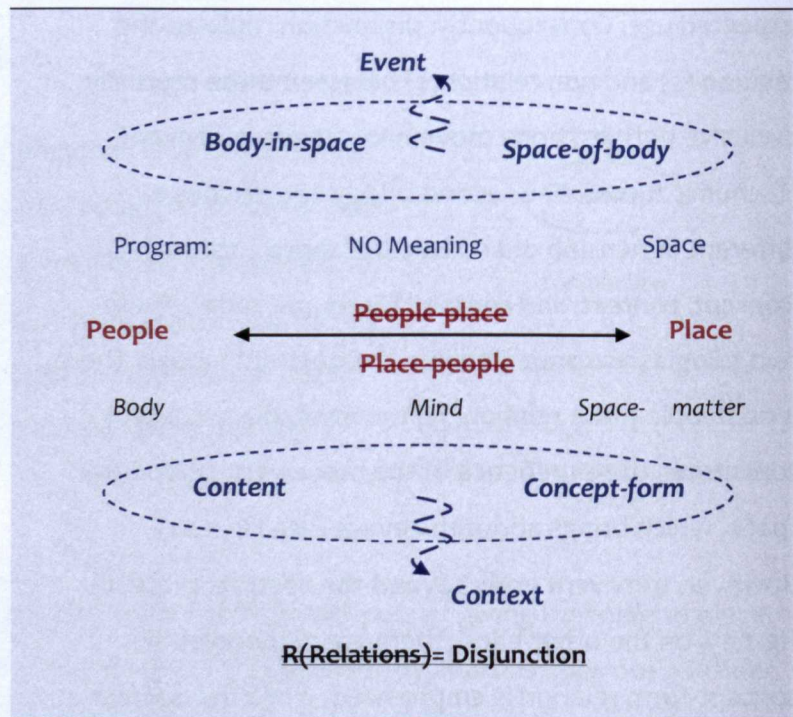 Event
Body-in-space Space-of-body
Program: NO Meaning Space
People-place
People Place
Place-people
Body Mind Space- matter
Content Concept-form
Context
R(Relations)= Disjunction